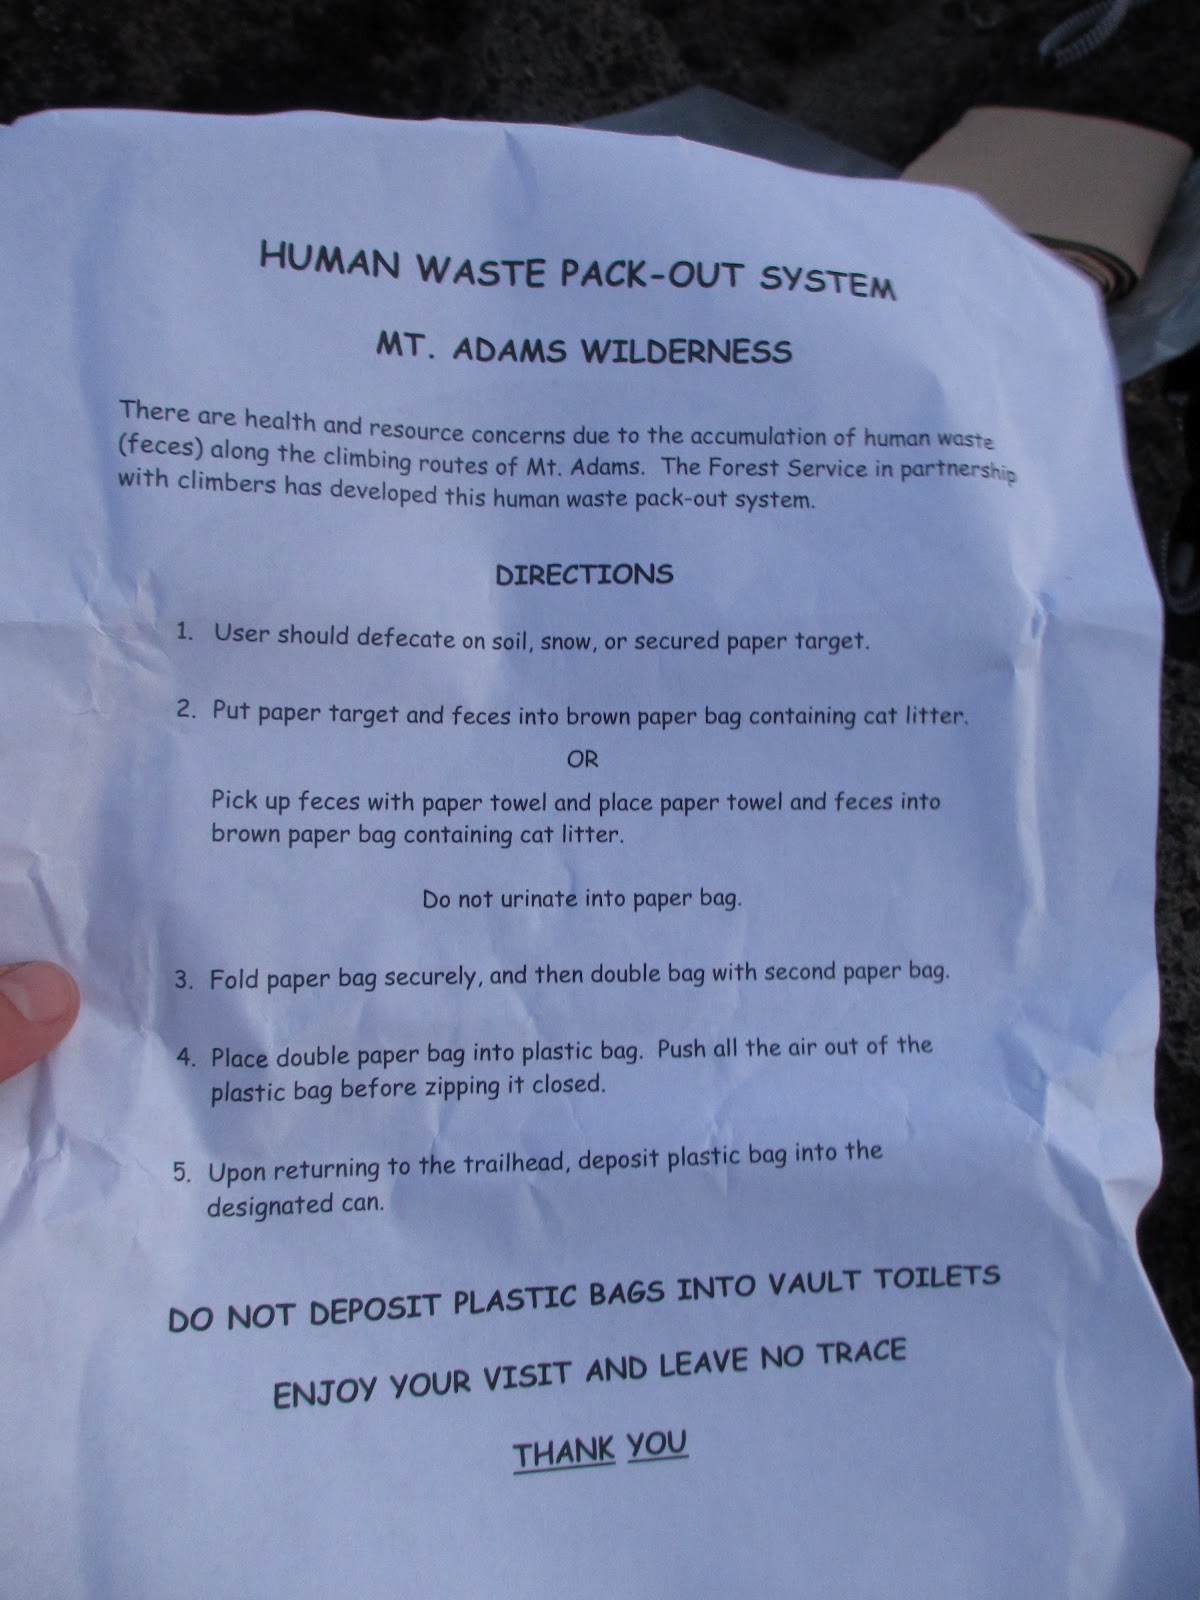 HUMAN WASTE PACK-OUT SYSTEM
MT. ADAMS WILDERNESS
There are health and resource concerns due to the accumulation of human waste
(feces) along the climbing routes of Mt. Adams. The Forest Service in partnership
with climbers has developed this human waste pack-out system.
DIRECTIONS
1. User should defecate on soil, snow, or secured paper target.
2. Put paper target and feces into brown paper bag containing cat litter.
OR
Pick up feces with paper towel and place paper towel and feces into
brown paper bag containing cat litter.
Do not urinate into paper bag.
3. Fold paper bag securely, and then double bag with second paper bag.
4. Place double paper bag into plastic bag. Push all the air out of the
plastic bag before zipping it closed.
5. Upon returning to the trailhead, deposit plastic bag into the
designated can.
DO NOT DEPOSIT PLASTIC BAGS INTO VAULT TOILETS
ENJOY YOUR VISIT AND LEAVE NO TRACE
THANK YOU